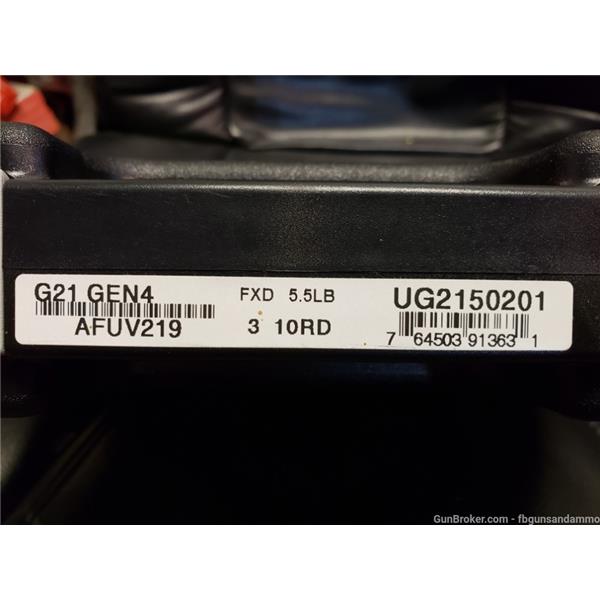 G21 GEN4
AFUV219
FXD 5.5LB
3 10RD
UG2150201
7 64503 91363 1
GunBroker.com - fbgunsandammo